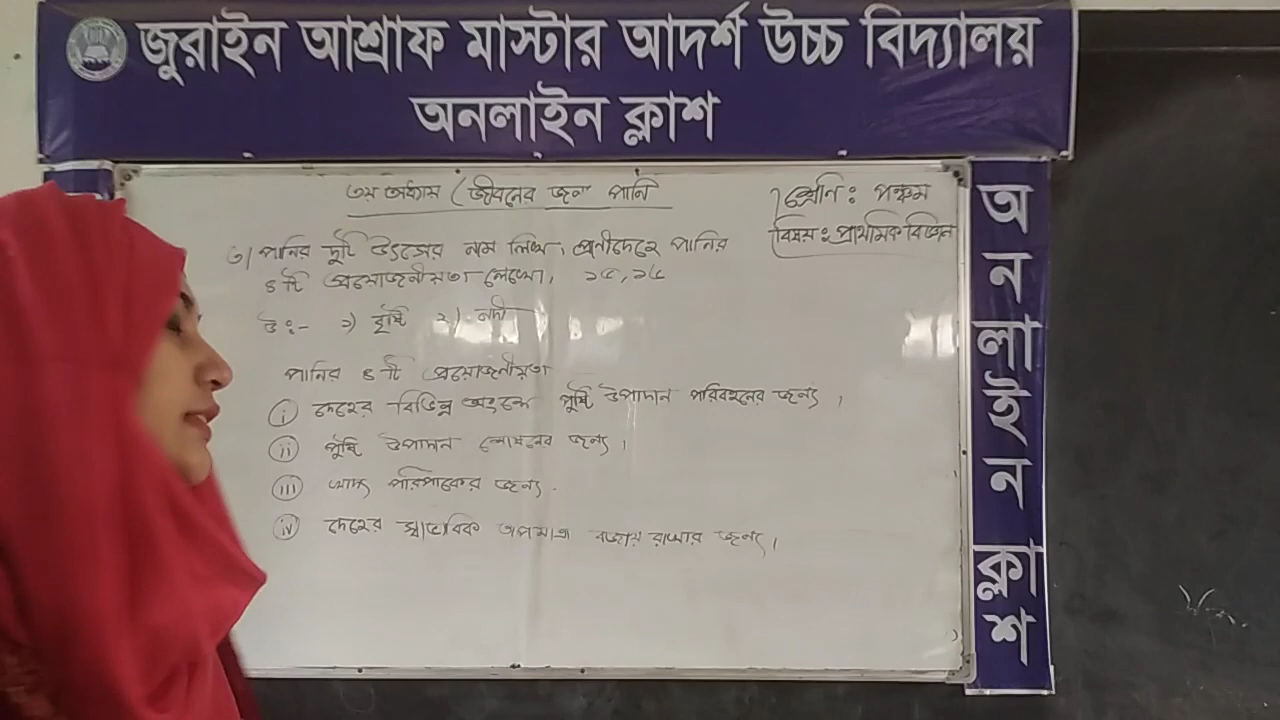 জুরাইন আশ্রাফ মাস্টার আদর্শ উচ্চ বিদ্যালয়
অনলাইন ক্লাশ
৩য় অধ্যায় (জীবনের জন্য পানি
শ্রেণি: পঞ্চম
বিষয়: প্রাথমিক বিজ্ঞান
৩) পানির দুটি উৎসের নাম লিখ। প্রাণীদেহে পানির
৪টি প্রয়োজনীয়তা লেখো। ১৫, ১৬
উঃ- ১) বৃষ্টি ২) নদী
পানির ৪টি প্রয়োজনীয়তা
i দেহের বিভিন্ন অংশে পুষ্টি উপাদান পরিবহনের জন্য।
ii পুষ্টি উপাদান শোষনের জন্য।
iii খাদ্য পরিপাকের জন্য.
iv দেহের স্বাভাবিক তাপমাত্রা বজায় রাখার জন্য।
অনলাইন ক্লাশ